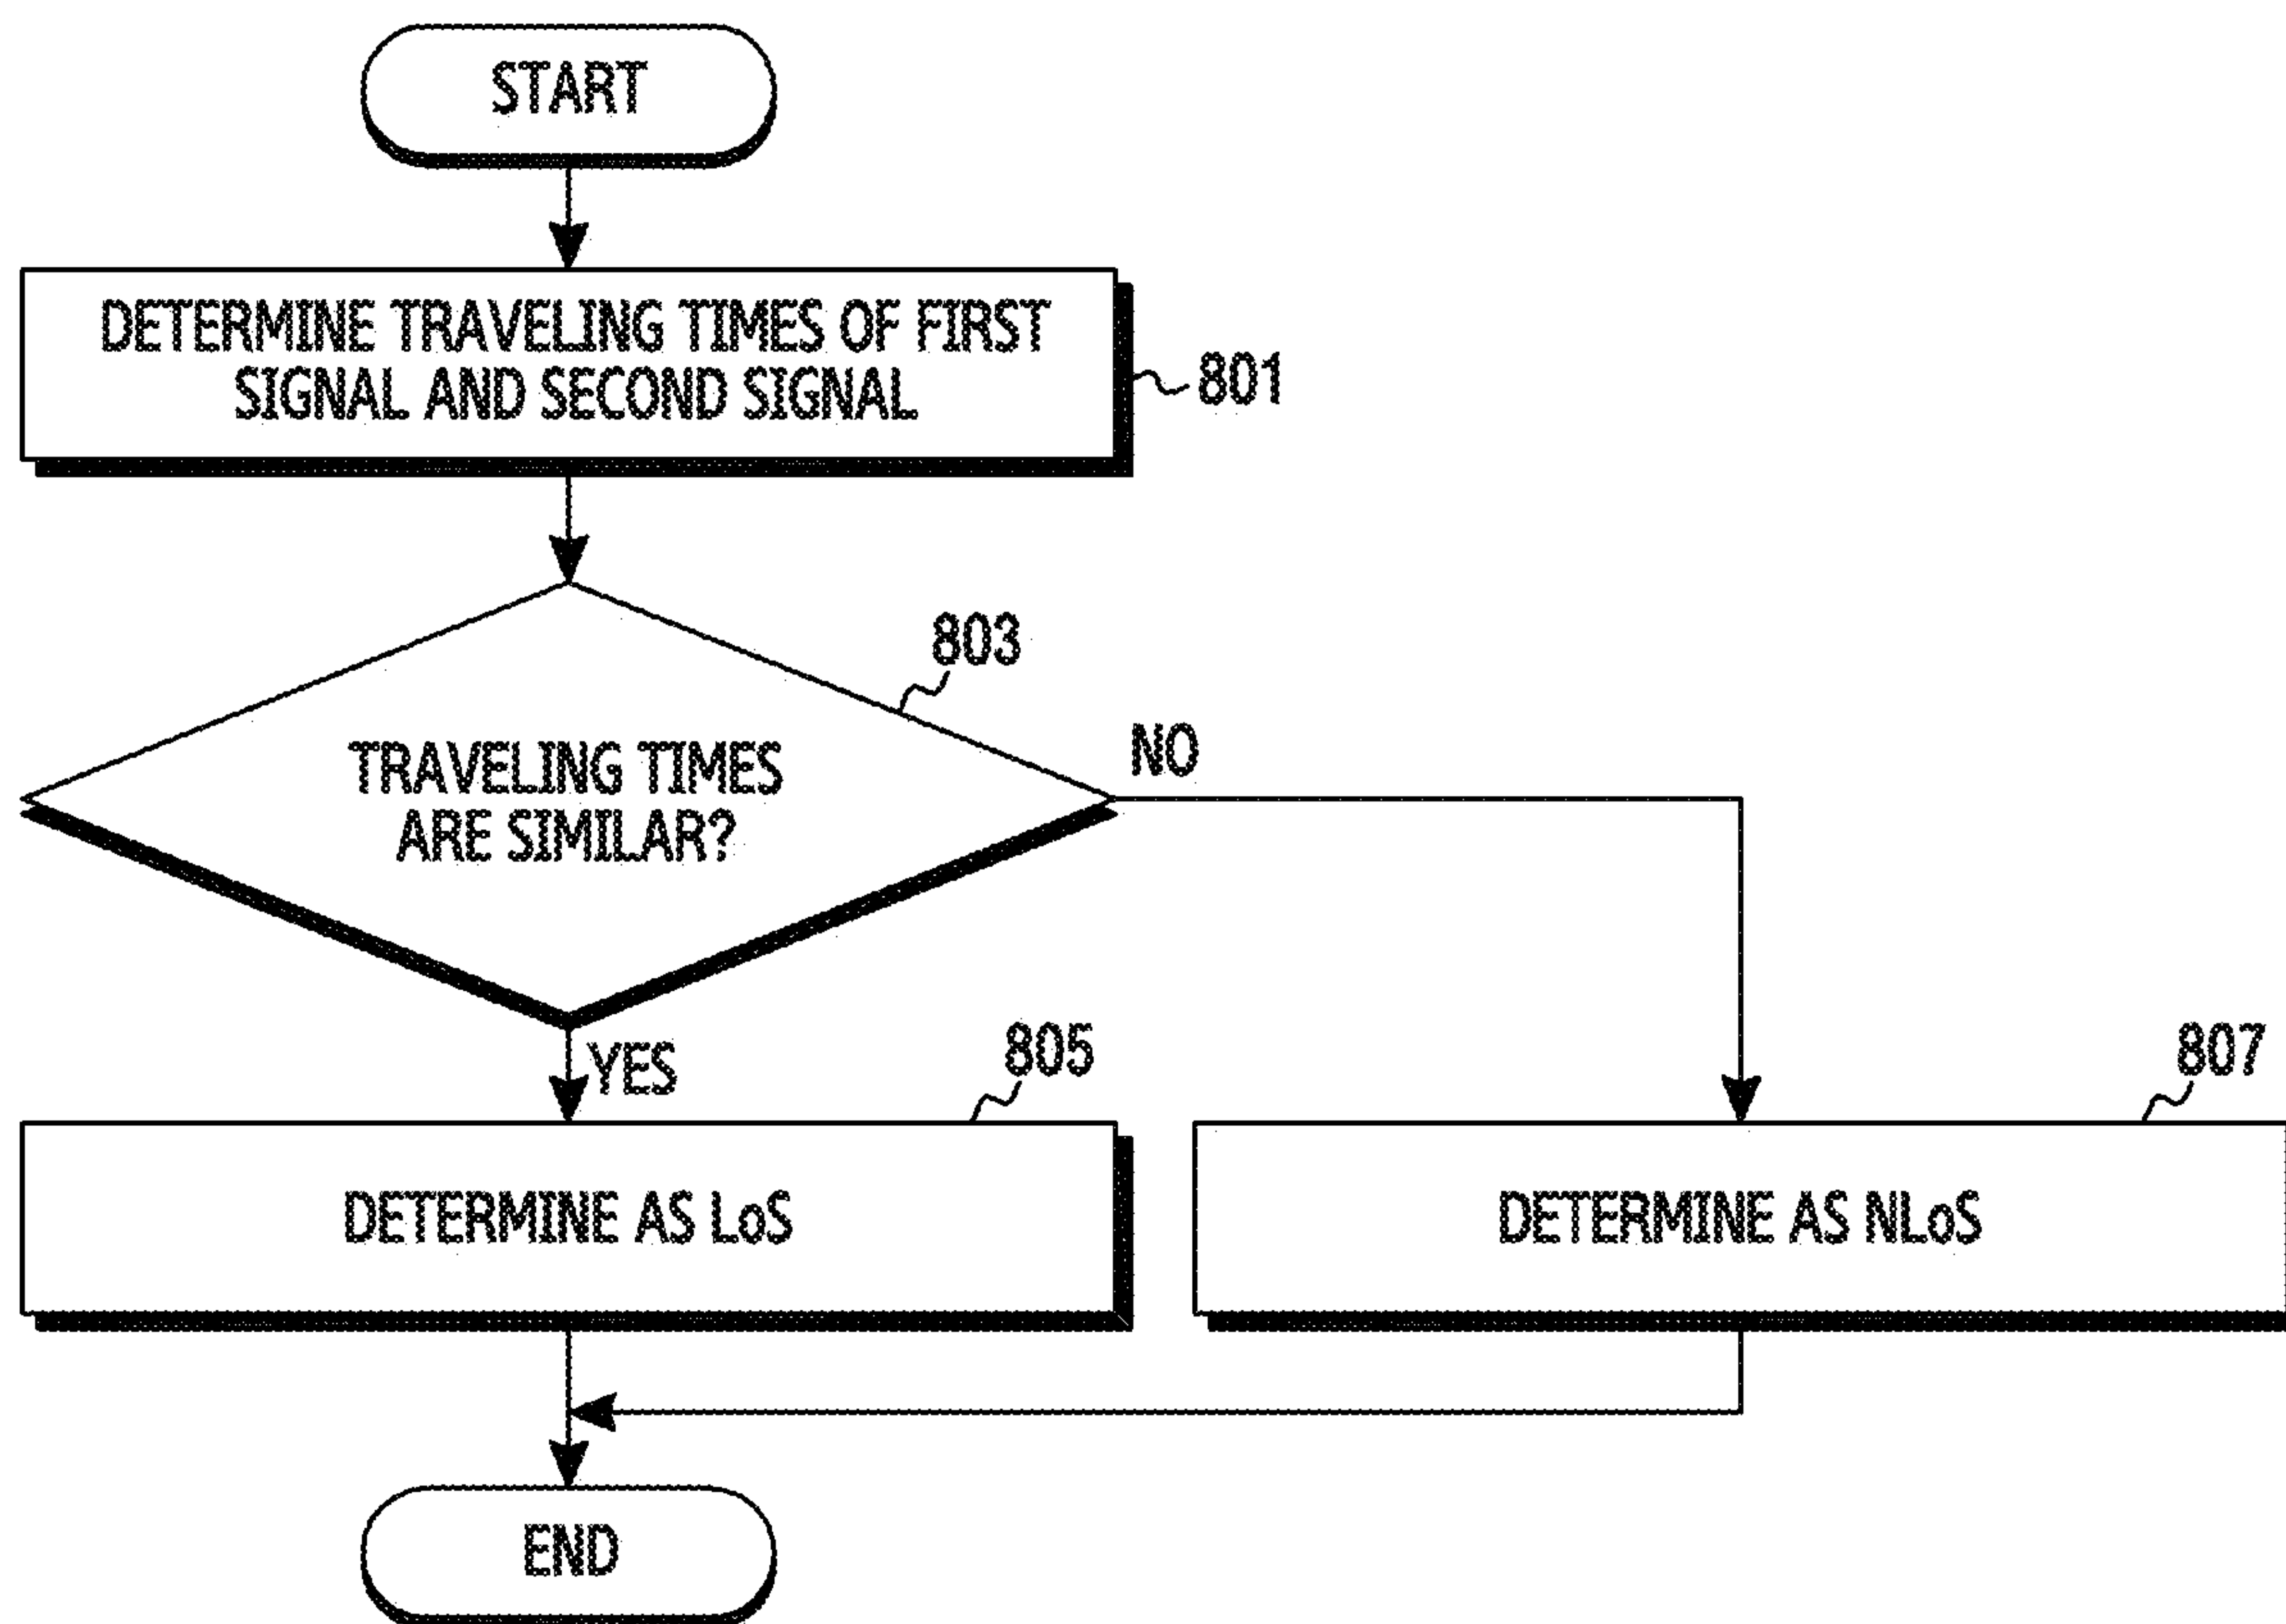 START
DETERMINE TRAVELING TIMES OF FIRST
SIGNAL AND SECOND SIGNAL
801
803
TRAVELING TIMES
ARE SIMILAR?
NO
YES
805
807
DETERMINE AS LoS
DETERMINE AS NLoS
END